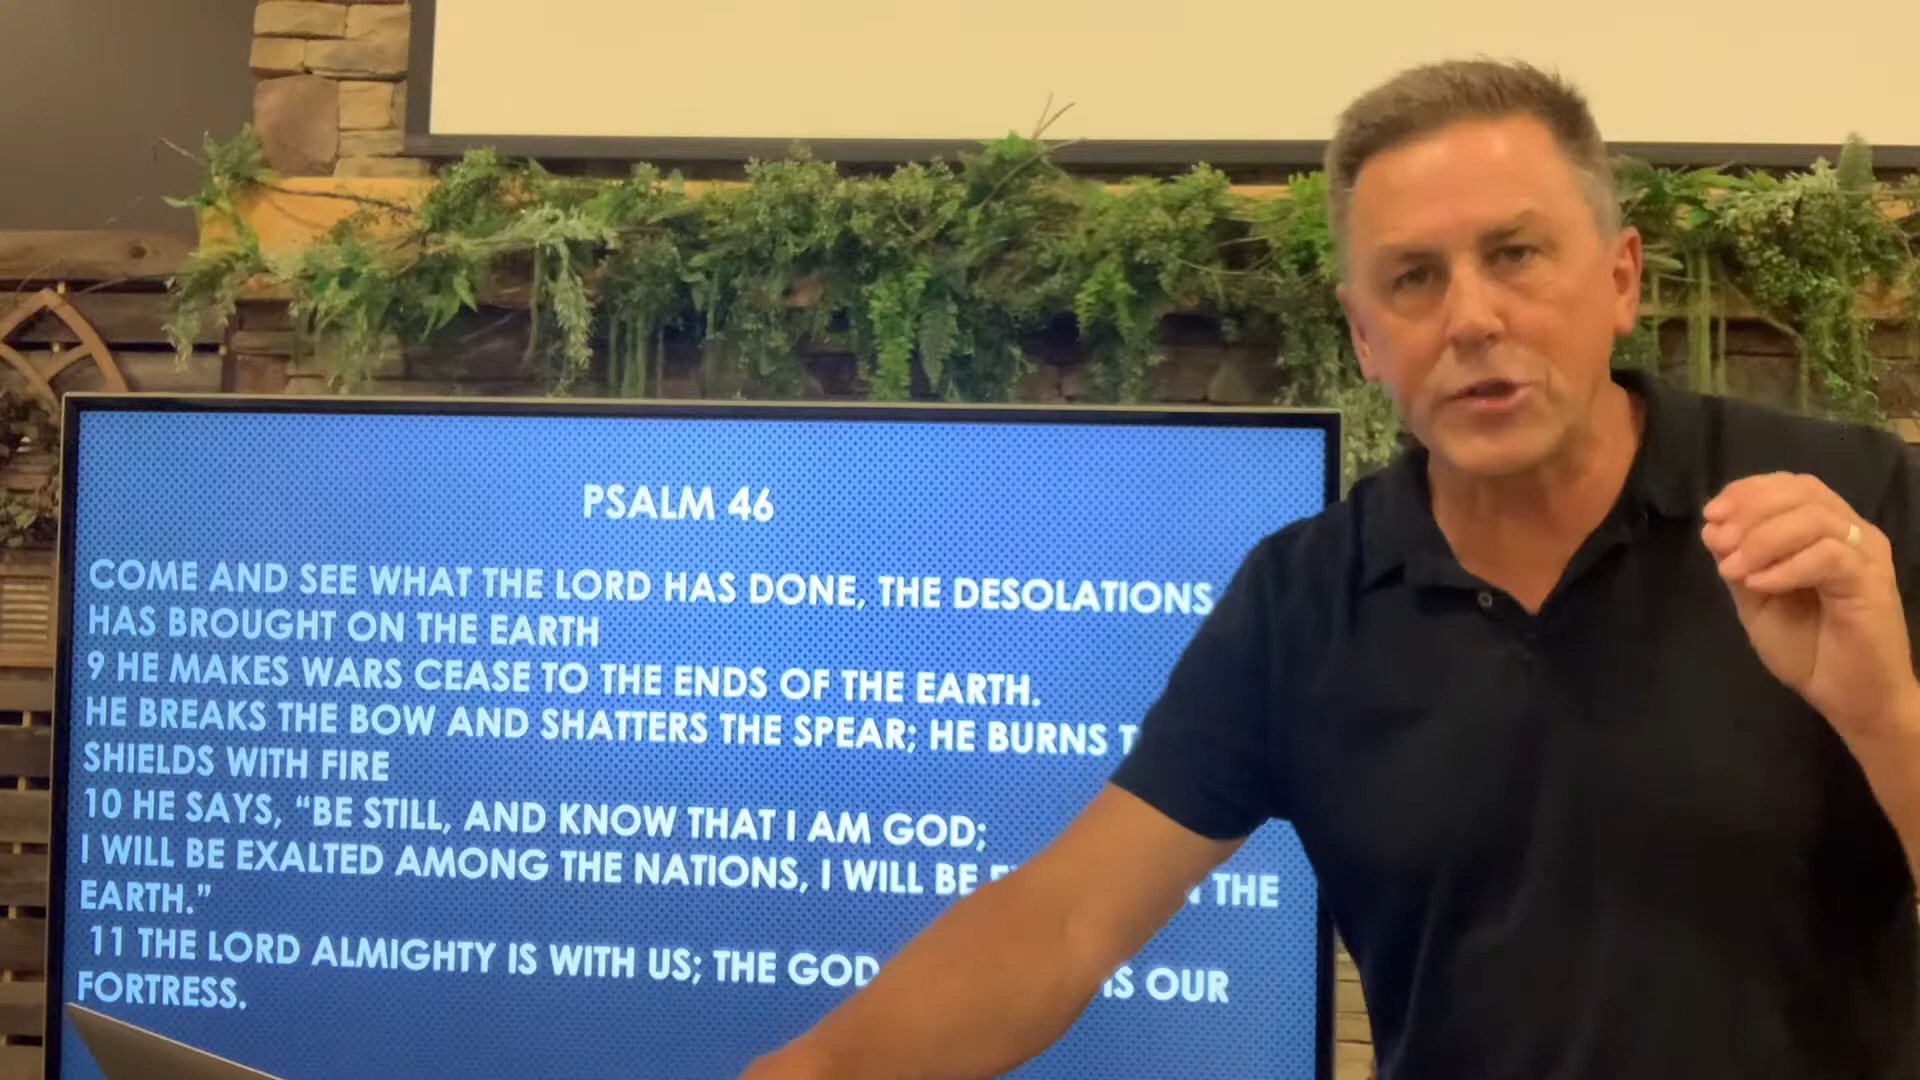 PSALM 46
COME AND SEE WHAT THE LORD HAS DONE, THE DESOLATIONS
HAS BROUGHT ON THE EARTH
9 HE MAKES WARS CEASE TO THE ENDS OF THE EARTH.
HE BREAKS THE BOW AND SHATTERS THE SPEAR; HE BURNS
SHIELDS WITH FIRE
10 HE SAYS, “BE STILL, AND KNOW THAT I AM GOD;
I WILL BE EXALTED AMONG THE NATIONS, I WILL BE THE
EARTH.”
11 THE LORD ALMIGHTY IS WITH US; THE GOD IS OUR
FORTRESS.